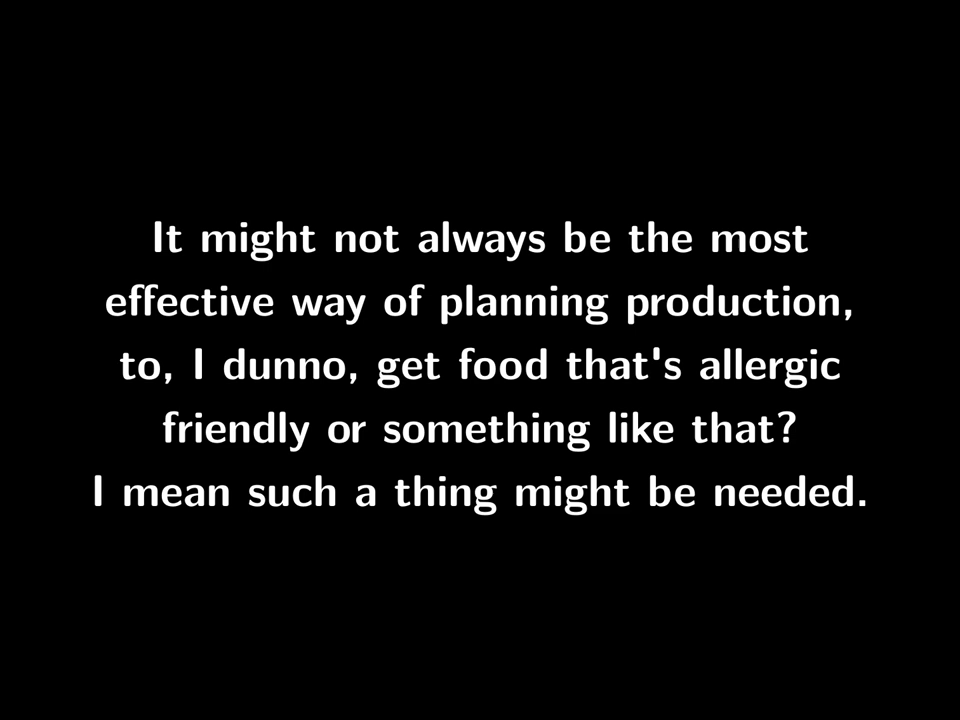 It might not always be the most
effective way of planning production,
to, I dunno, get food that's allergic
friendly or something like that?
I mean such a thing might be needed.